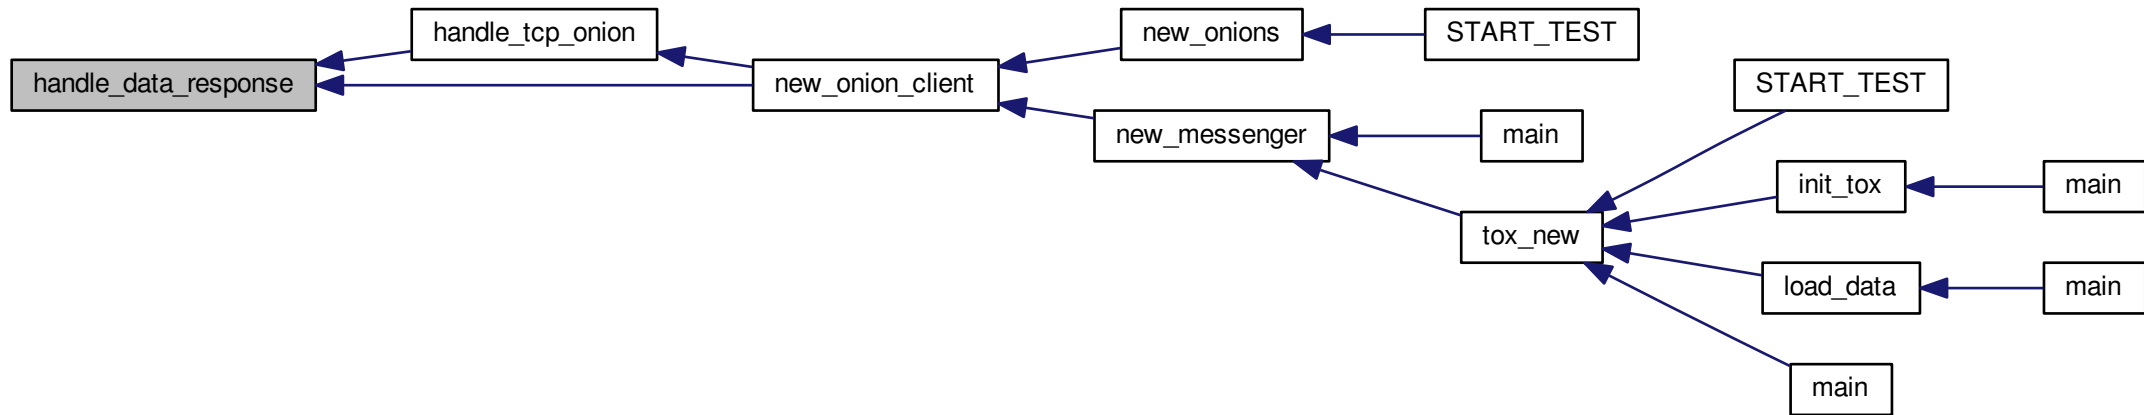 handle_data_response
handle_tcp_onion
new_onion_client
new_onions
START_TEST
new_messenger
main
tox_new
START_TEST
init_tox
main
load_data
main
main